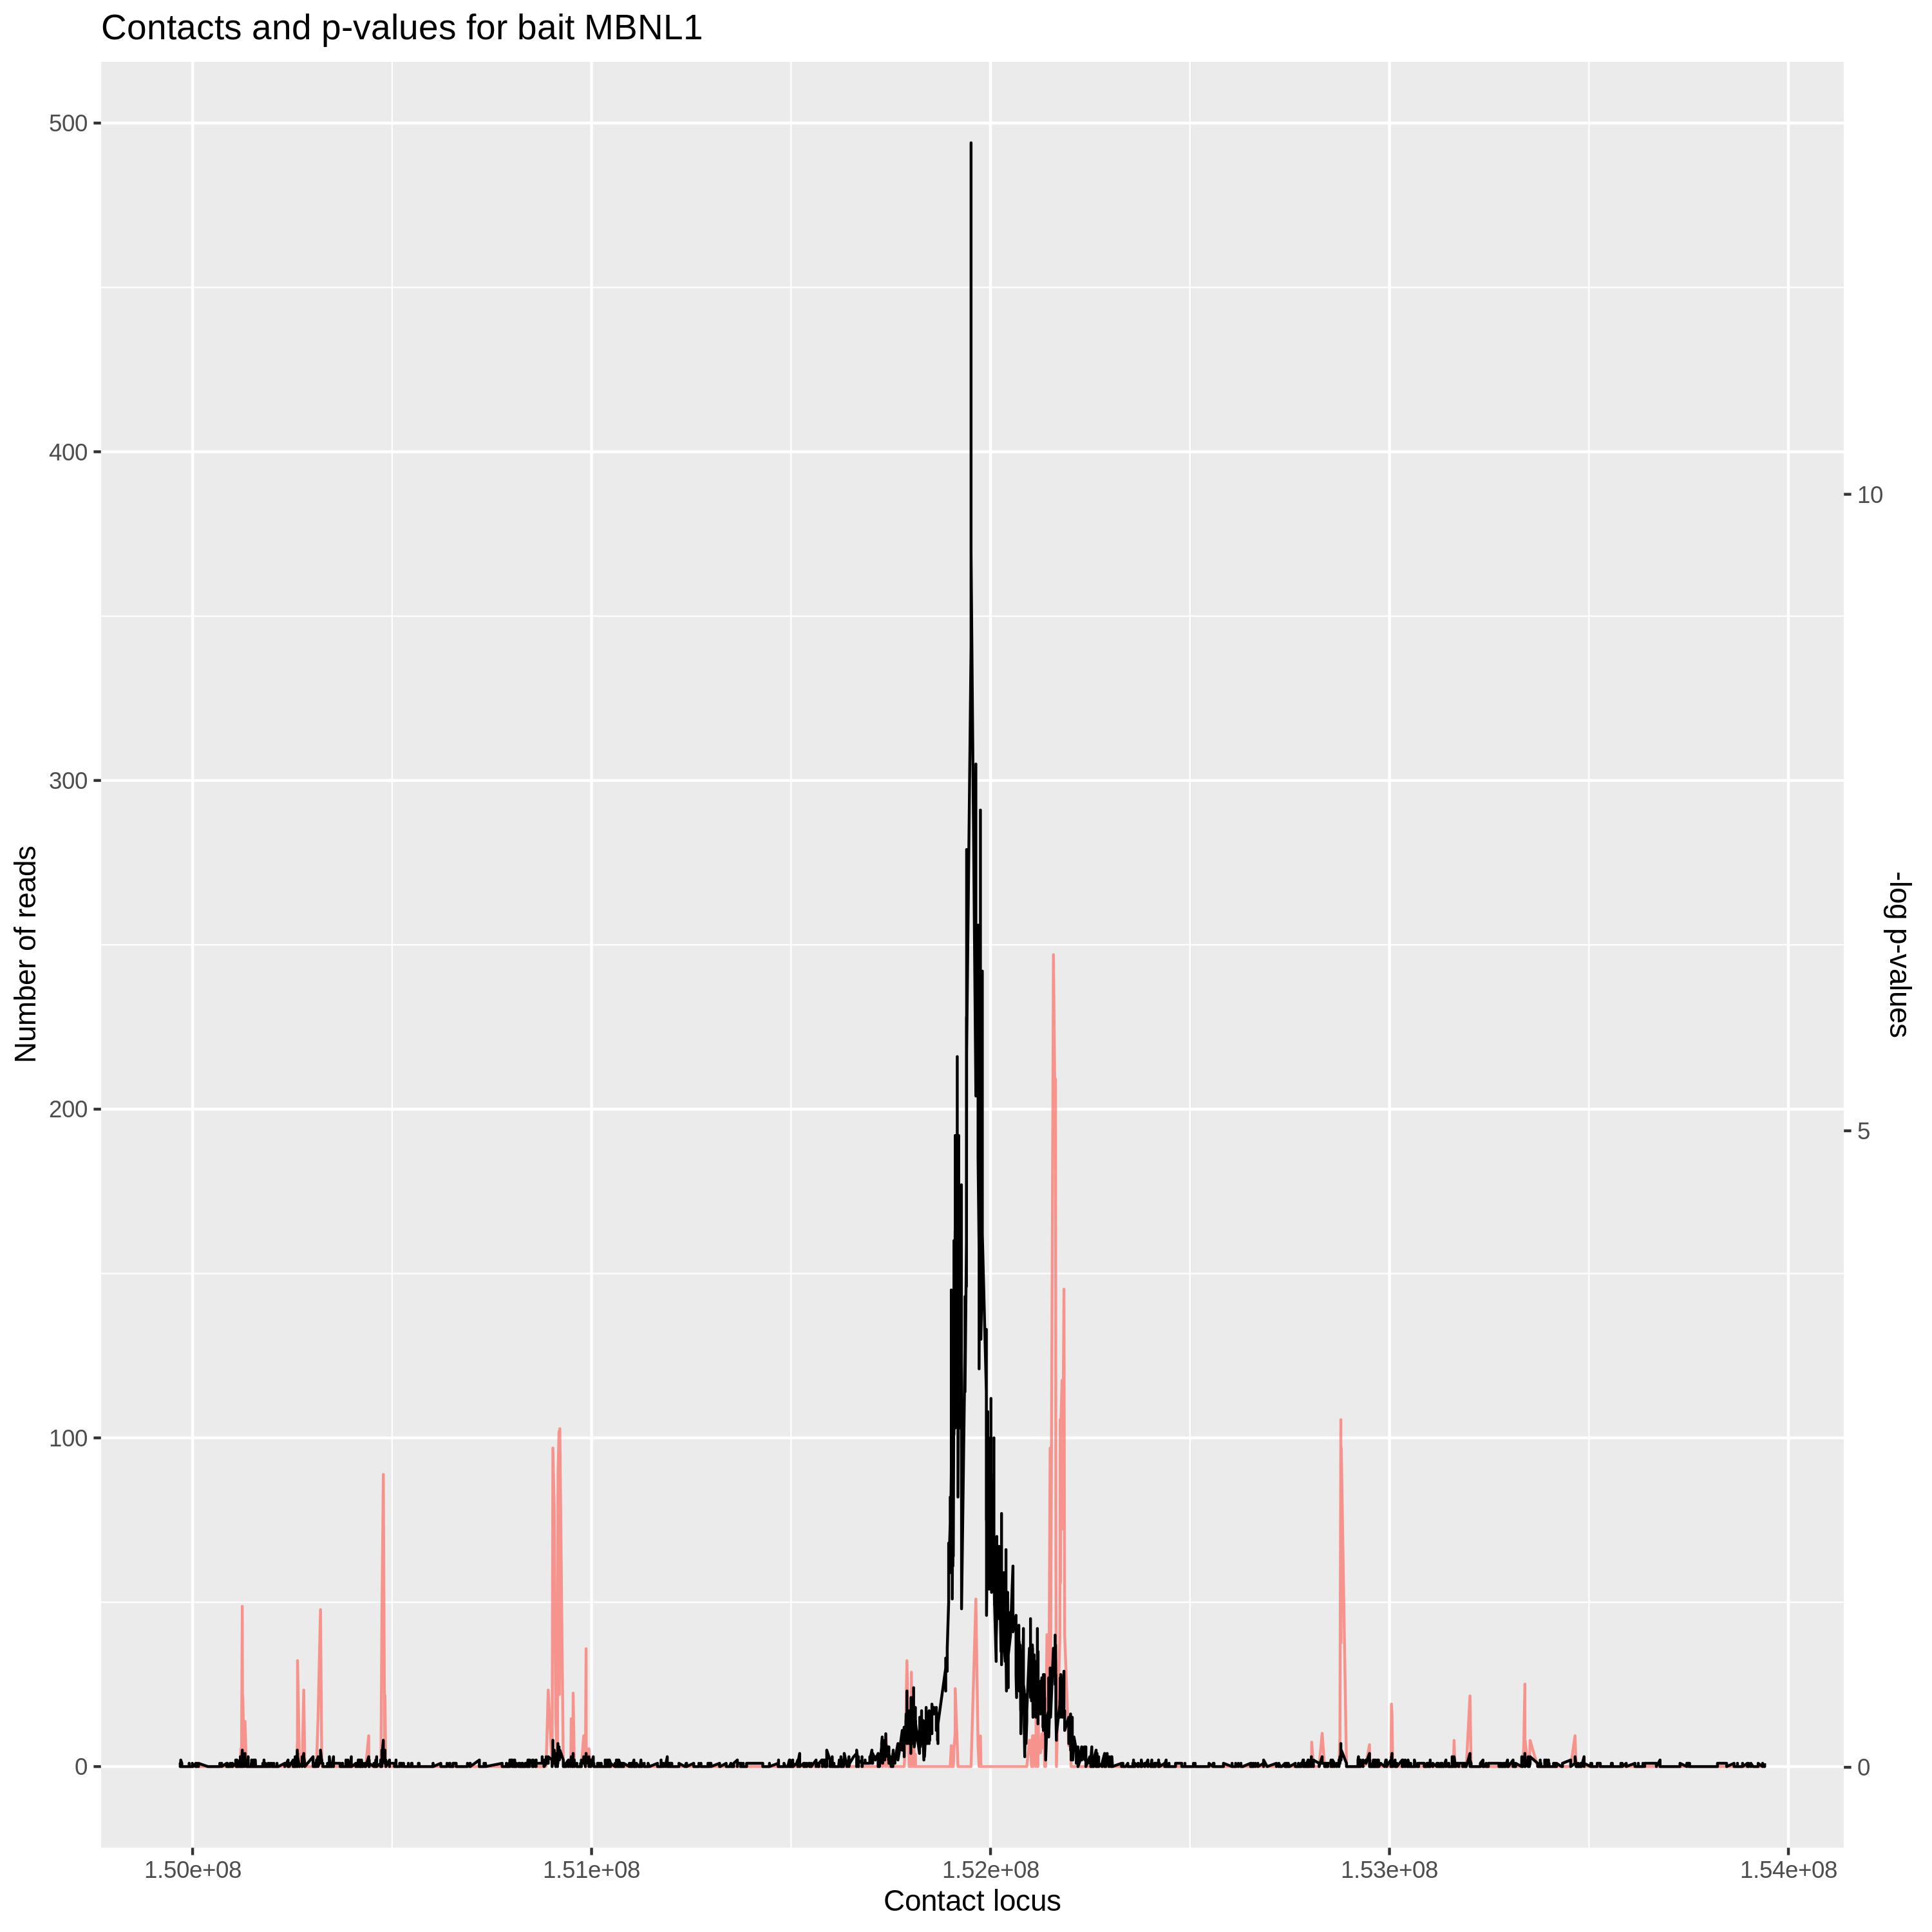 Contacts and p-values for bait MBNL1
500
400
300
200
100
0
Number of reads
10
5
0
-log p-values
1.50e+08
1.51e+08
1.52e+08
1.53e+08
1.54e+08
Contact locus